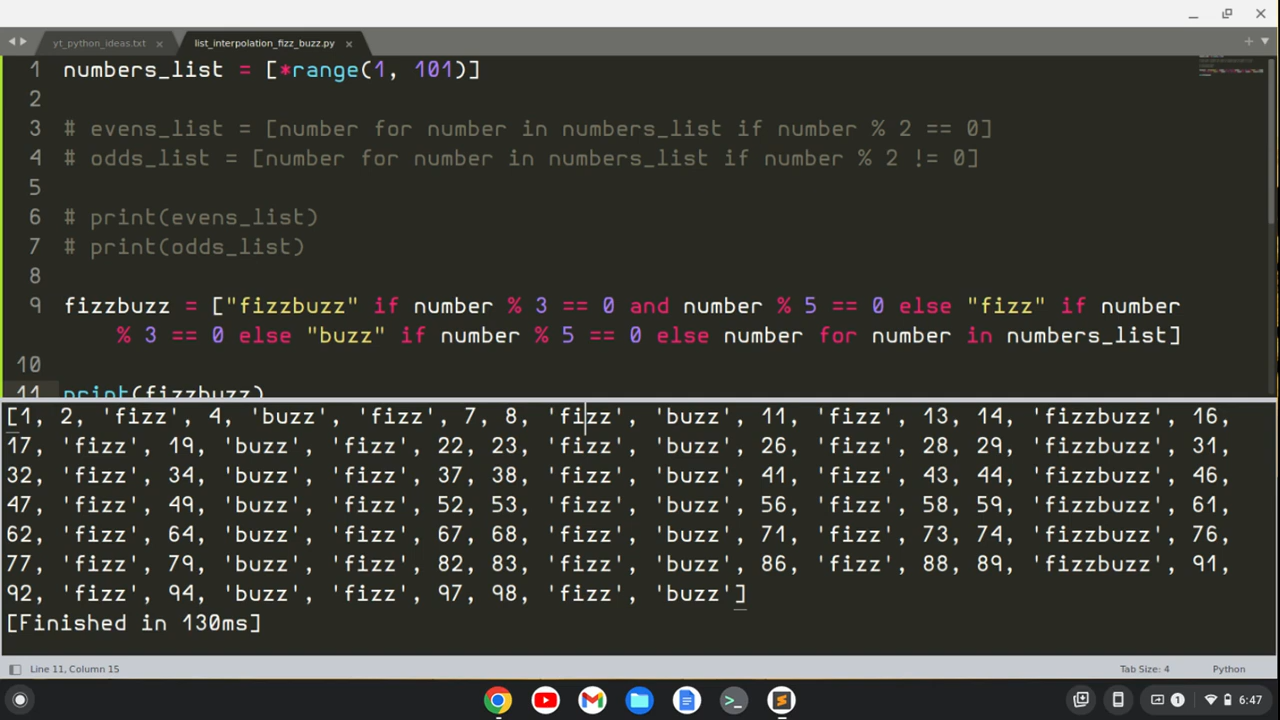 yt_python_ideas.txt × list_interpolation_fizz_buzz.py ×
1 numbers_list = [*range(1, 101)]
2
3 # evens_list = [number for number in numbers_list if number % 2 == 0]
4 # odds_list = [number for number in numbers_list if number % 2 != 0]
5
6 # print(evens_list)
7 # print(odds_list)
8
9 fizzbuzz = ["fizzbuzz" if number % 3 == 0 and number % 5 == 0 else "fizz" if number
% 3 == 0 else "buzz" if number % 5 == 0 else number for number in numbers_list]
10
11 print(fizzbuzz)
[1, 2, 'fizz', 4, 'buzz', 'fizz', 7, 8, 'fizz', 'buzz', 11, 'fizz', 13, 14, 'fizzbuzz', 16,
17, 'fizz', 19, 'buzz', 'fizz', 22, 23, 'fizz', 'buzz', 26, 'fizz', 28, 29, 'fizzbuzz', 31,
32, 'fizz', 34, 'buzz', 'fizz', 37, 38, 'fizz', 'buzz', 41, 'fizz', 43, 44, 'fizzbuzz', 46,
47, 'fizz', 49, 'buzz', 'fizz', 52, 53, 'fizz', 'buzz', 56, 'fizz', 58, 59, 'fizzbuzz', 61,
62, 'fizz', 64, 'buzz', 'fizz', 67, 68, 'fizz', 'buzz', 71, 'fizz', 73, 74, 'fizzbuzz', 76,
77, 'fizz', 79, 'buzz', 'fizz', 82, 83, 'fizz', 'buzz', 86, 'fizz', 88, 89, 'fizzbuzz', 91,
92, 'fizz', 94, 'buzz', 'fizz', 97, 98, 'fizz', 'buzz']
[Finished in 130ms]
Line 11, Column 15 Tab Size: 4 Python
1 6:47